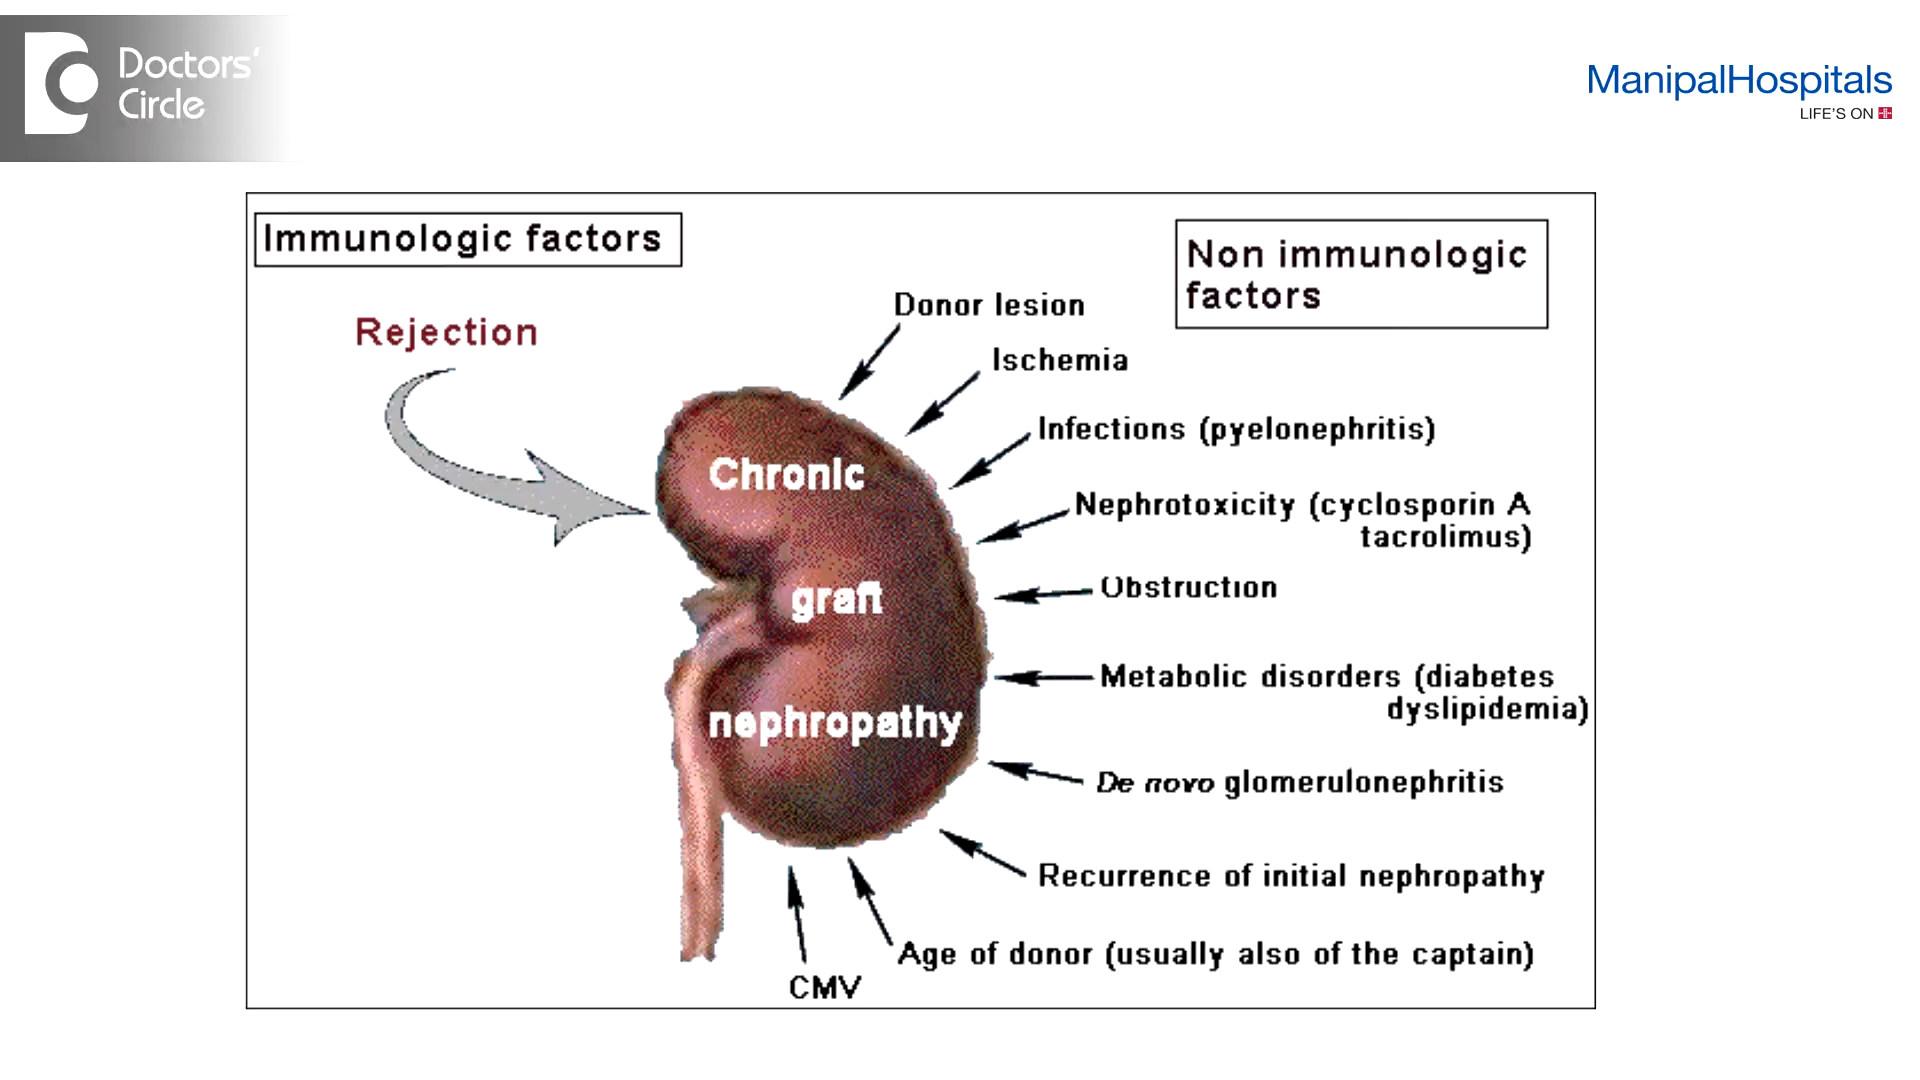 Doctors'
Circle
ManipalHospitals
LIFE'S ON
Immunologic factors
Non immunologic
factors
Rejection
Donor lesion
Ischemia
Infections (pyelonephritis)
Nephrotoxicity (cyclosporin A
tacrolimus)
Obstruction
Metabolic disorders (diabetes
dyslipidemia)
De novo glomerulonephritis
Recurrence of initial nephropathy
Age of donor (usually also of the captain)
CMV
Chronic
graft
nephropathy